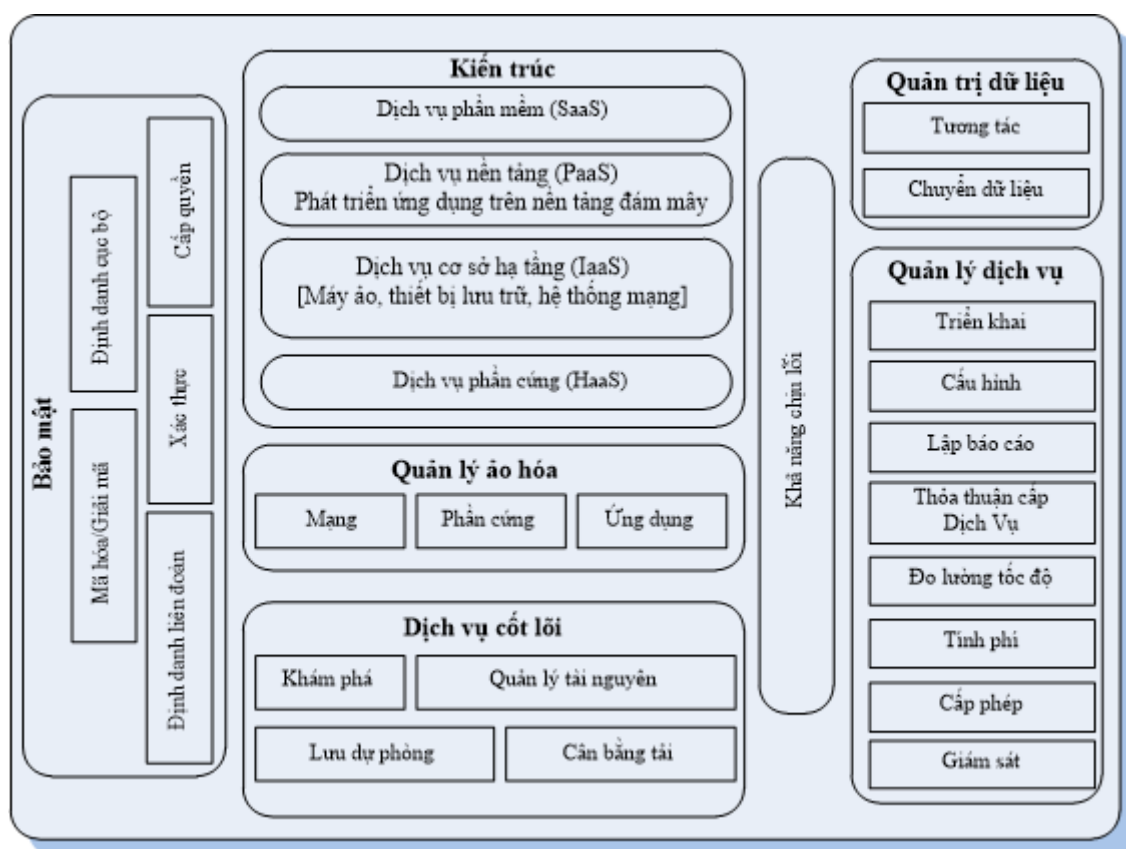 Bảo mật
Định danh cục bộ
Mã hóa/Giải mã
Cấp quyền
Xác thực
Định danh liên đoàn
Kiến trúc
Dịch vụ phần mềm (SaaS)
Dịch vụ nền tảng (PaaS)
Phát triển ứng dụng trên nền tảng đám mây
Dịch vụ cơ sở hạ tầng (IaaS)
[Máy ảo, thiết bị lưu trữ, hệ thống mạng]
Dịch vụ phần cứng (HaaS)
Quản lý ảo hóa
Mạng
Phần cứng
Ứng dụng
Dịch vụ cốt lõi
Khám phá
Quản lý tài nguyên
Lưu dự phòng
Cân bằng tải
Khả năng chịu lỗi
Quản trị dữ liệu
Tương tác
Chuyển dữ liệu
Quản lý dịch vụ
Triển khai
Cấu hình
Lập báo cáo
Thỏa thuận cấp
Dịch Vụ
Đo lường tốc độ
Tính phí
Cấp phép
Giám sát